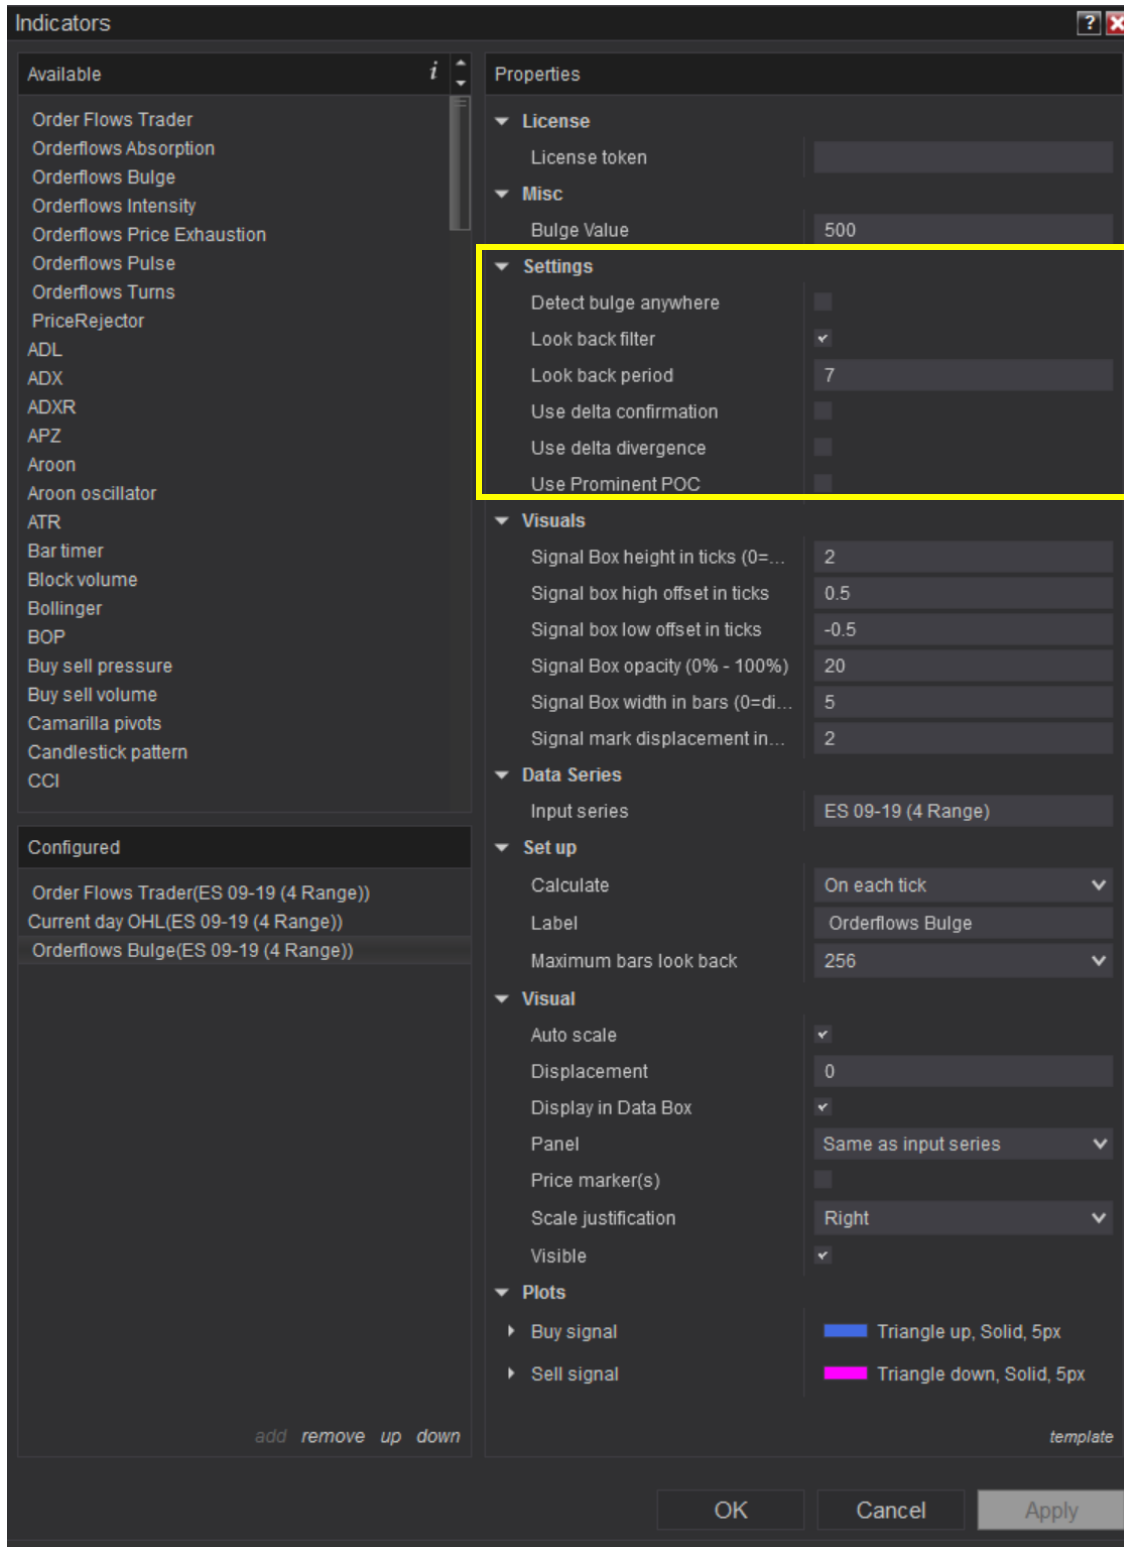 Indicators
?
Available
i
Order Flows Trader
Orderflows Absorption
Orderflows Bulge
Orderflows Intensity
Orderflows Price Exhaustion
Orderflows Pulse
Orderflows Turns
PriceRejector
ADL
ADX
ADXR
APZ
Aroon
Aroon oscillator
ATR
Bar timer
Block volume
Bollinger
BOP
Buy sell pressure
Buy sell volume
Camarilla pivots
Candlestick pattern
CCI
Configured
Order Flows Trader(ES 09-19 (4 Range))
Current day OHL(ES 09-19 (4 Range))
Orderflows Bulge(ES 09-19 (4 Range))
add remove up down
Properties
License
License token
Misc
Bulge Value 500
Settings
Detect bulge anywhere
Look back filter
Look back period 7
Use delta confirmation
Use delta divergence
Use Prominent POC
Visuals
Signal Box height in ticks (0=... 2
Signal box high offset in ticks 0.5
Signal box low offset in ticks -0.5
Signal Box opacity (0% - 100%) 20
Signal Box width in bars (0=di... 5
Signal mark displacement in... 2
Data Series
Input series ES 09-19 (4 Range)
Set up
Calculate On each tick
Label Orderflows Bulge
Maximum bars look back 256
Visual
Auto scale
Displacement 0
Display in Data Box
Panel Same as input series
Price marker(s)
Scale justification Right
Visible
Plots
Buy signal Triangle up, Solid, 5px
Sell signal Triangle down, Solid, 5px
template
OK Cancel Apply